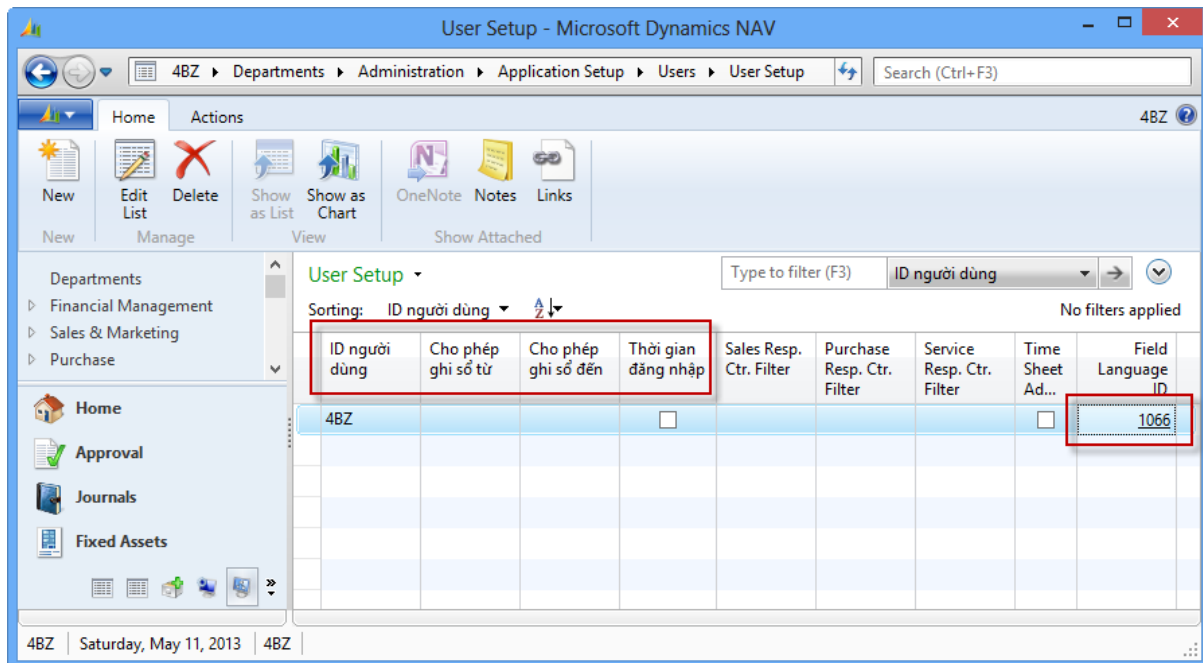 User Setup - Microsoft Dynamics NAV
4BZ ▸ Departments ▸ Administration ▸ Application Setup ▸ Users ▸ User Setup
Search (Ctrl+F3)
Home Actions
4BZ
New
Edit List
Delete
Show as List
Show as Chart
OneNote
Notes
Links
New
Manage
View
Show Attached
Departments
Financial Management
Sales & Marketing
Purchase
Home
Approval
Journals
Fixed Assets
User Setup
Type to filter (F3)
ID người dùng
Sorting: ID người dùng
No filters applied
ID người dùng
Cho phép ghi sổ từ
Cho phép ghi sổ đến
Thời gian đăng nhập
Sales Resp. Ctr. Filter
Purchase Resp. Ctr. Filter
Service Resp. Ctr. Filter
Time Sheet Ad...
Field Language ID
4BZ
1066
4BZ
Saturday, May 11, 2013
4BZ